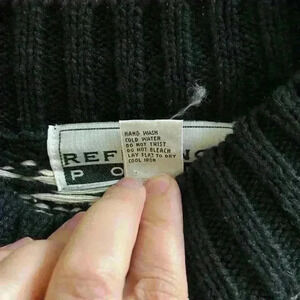 HAND WASH
COLD WATER
DO NOT TWIST
DO NOT BLEACH
LAY FLAT TO DRY
COOL IRON